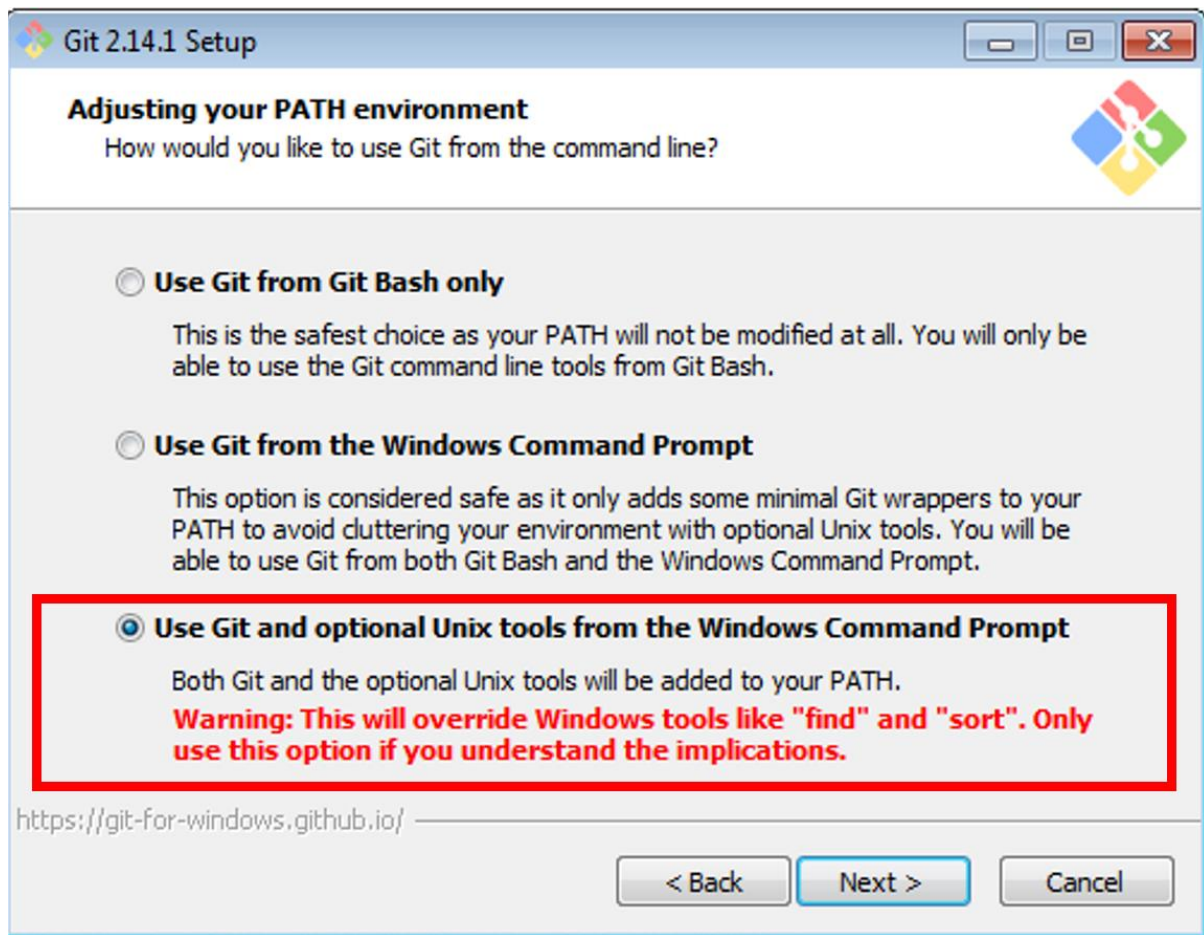 Git 2.14.1 Setup
Adjusting your PATH environment
How would you like to use Git from the command line?
Use Git from Git Bash only
This is the safest choice as your PATH will not be modified at all. You will only be
able to use the Git command line tools from Git Bash.
Use Git from the Windows Command Prompt
This option is considered safe as it only adds some minimal Git wrappers to your
PATH to avoid cluttering your environment with optional Unix tools. You will be
able to use Git from both Git Bash and the Windows Command Prompt.
Use Git and optional Unix tools from the Windows Command Prompt
Both Git and the optional Unix tools will be added to your PATH.
Warning: This will override Windows tools like "find" and "sort". Only
use this option if you understand the implications.
https://git-for-windows.github.io/
< Back Next > Cancel